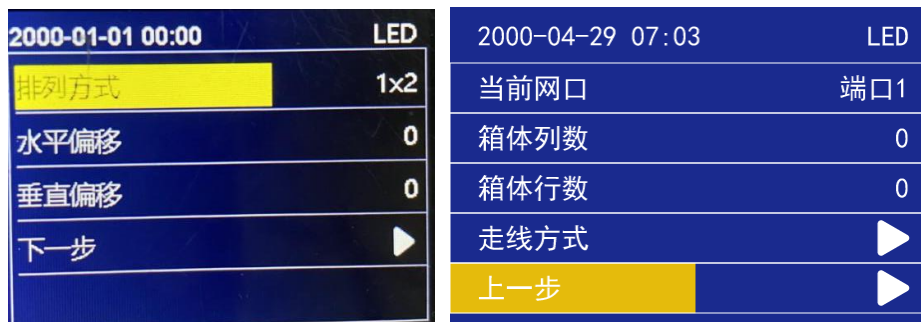 2000-01-01 00:00 LED
排列方式 1x2
水平偏移 0
垂直偏移 0
下一步
2000-04-29 07:03 LED
当前网口 端口1
箱体列数 0
箱体行数 0
走线方式
上一步